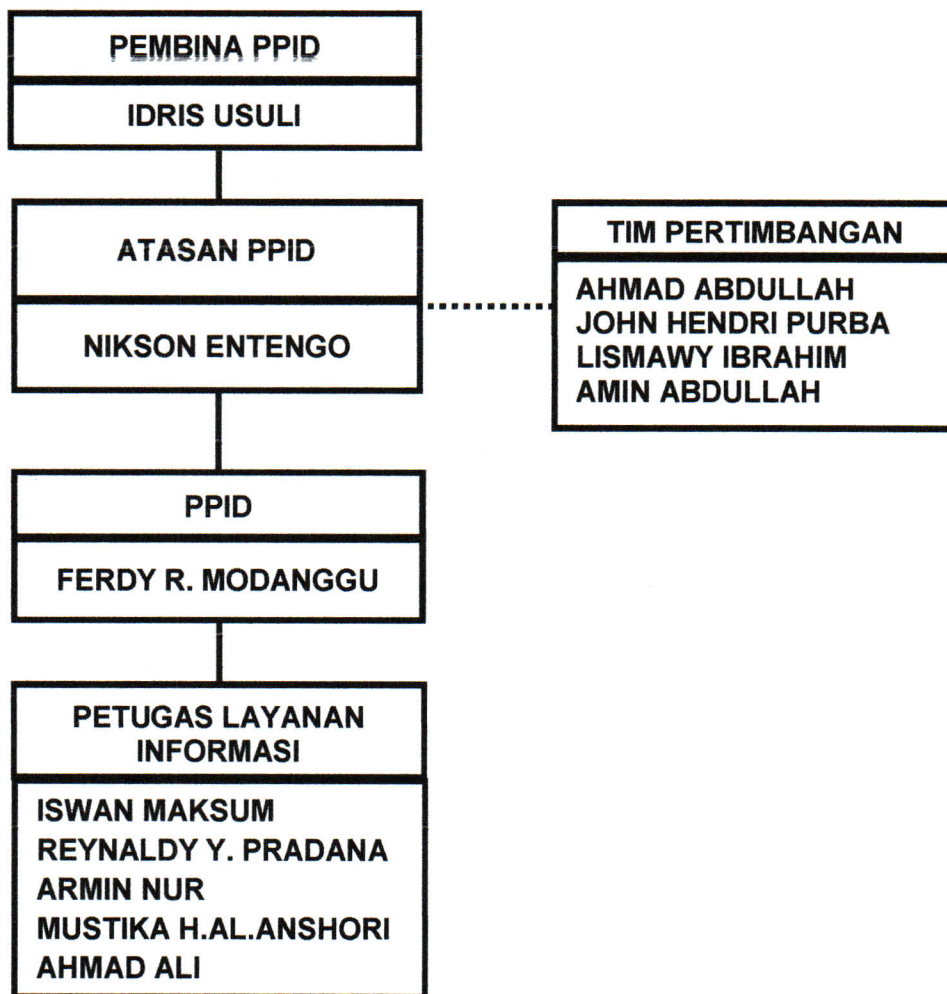 PEMBINA PPID
IDRIS USULI
ATASAN PPID
NIKSON ENTENGO
TIM PERTIMBANGAN
AHMAD ABDULLAH
JOHN HENDRI PURBA
LISMAWY IBRAHIM
AMIN ABDULLAH
PPID
FERDY R. MODANGGU
PETUGAS LAYANAN
INFORMASI
ISWAN MAKSUM
REYNALDY Y. PRADANA
ARMIN NUR
MUSTIKA H.AL.ANSHORI
AHMAD ALI